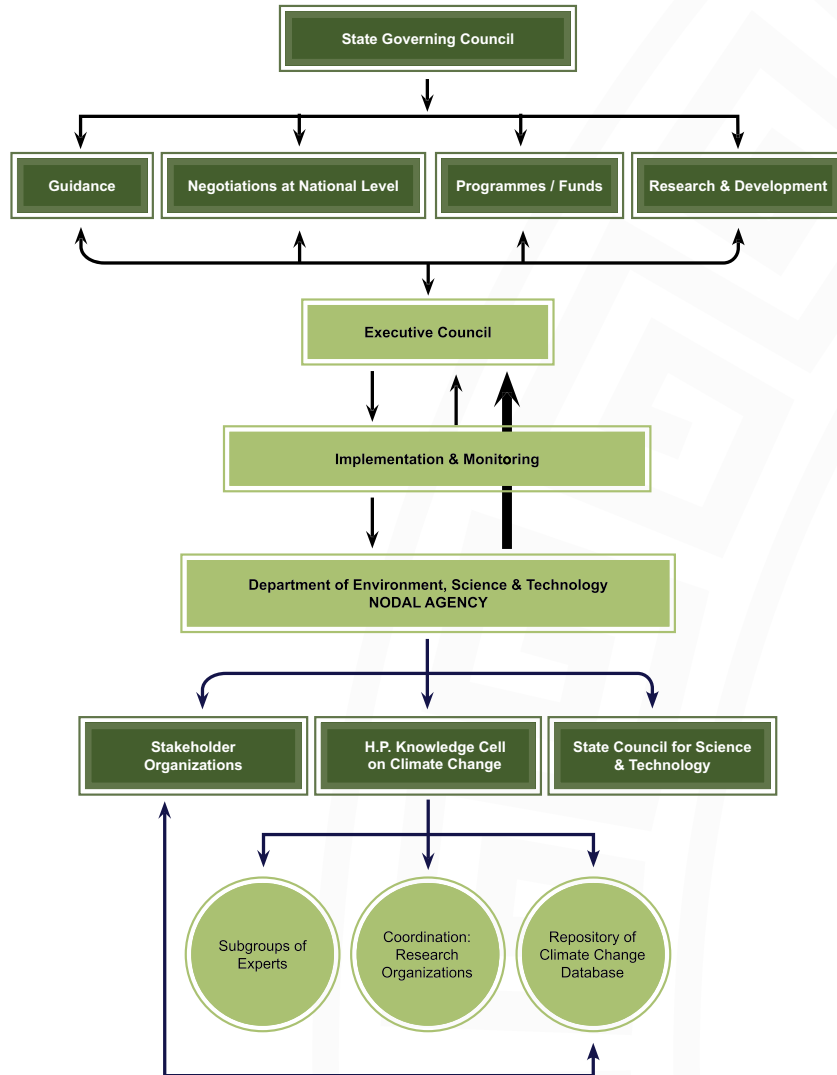 State Governing Council
Guidance
Negotiations at National Level
Programmes / Funds
Research & Development
Executive Council
Implementation & Monitoring
Department of Environment, Science & Technology
NODAL AGENCY
Stakeholder
Organizations
H.P. Knowledge Cell
on Climate Change
State Council for Science
& Technology
Subgroups of
Experts
Coordination:
Research
Organizations
Repository of
Climate Change
Database